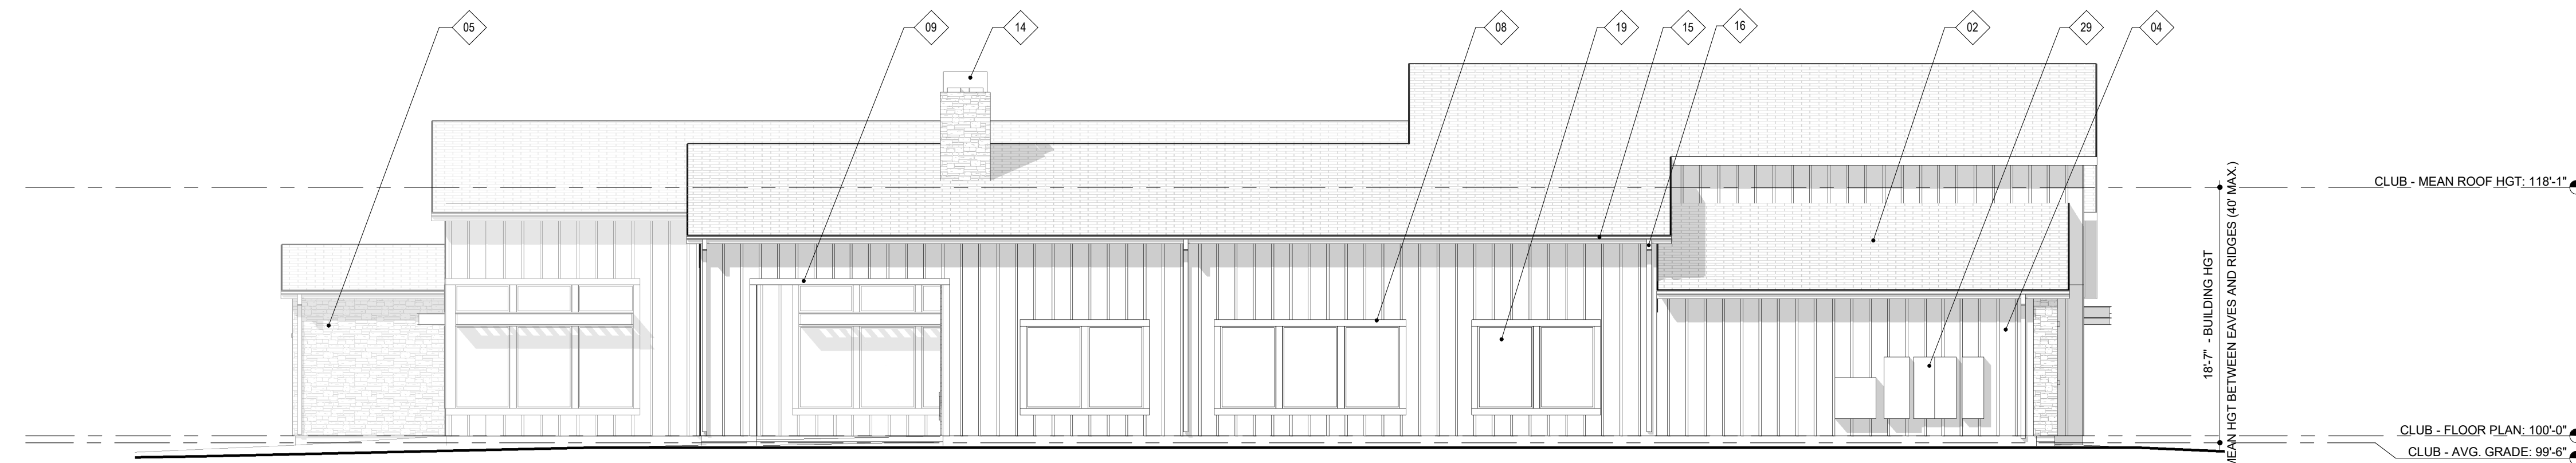 05
09
14
08
19
15
16
02
29
04
CLUB - MEAN ROOF HGT: 118'-1"
18'-7" - BUILDING HGT
MEAN HGT BETWEEN EAVES AND RIDGES (40' MAX.)
CLUB - FLOOR PLAN: 100'-0"
CLUB - AVG. GRADE: 99'-6"